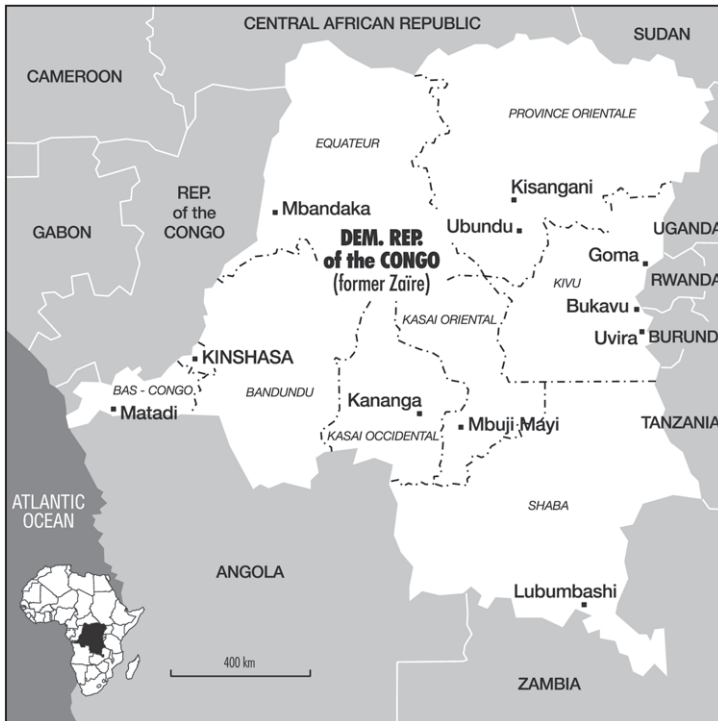 CENTRAL AFRICAN REPUBLIC
SUDAN
CAMEROON
PROVINCE ORIENTALE
EQUATEUR
REP.
of the
CONGO
Kisangani
Mbandaka
GABON
Ubundu
UGANDA
DEM. REP.
of the CONGO
(former Zaïre)
Goma
KIVU
RWANDA
Bukavu
KASAI ORIENTAL
Uvira
BURUNDI
KINSHASA
BAS - CONGO
BANDUNDU
Kananga
Matadi
Mbuji Mayi
TANZANIA
KASAI OCCIDENTAL
ATLANTIC
OCEAN
SHABA
ANGOLA
Lubumbashi
400 km
ZAMBIA